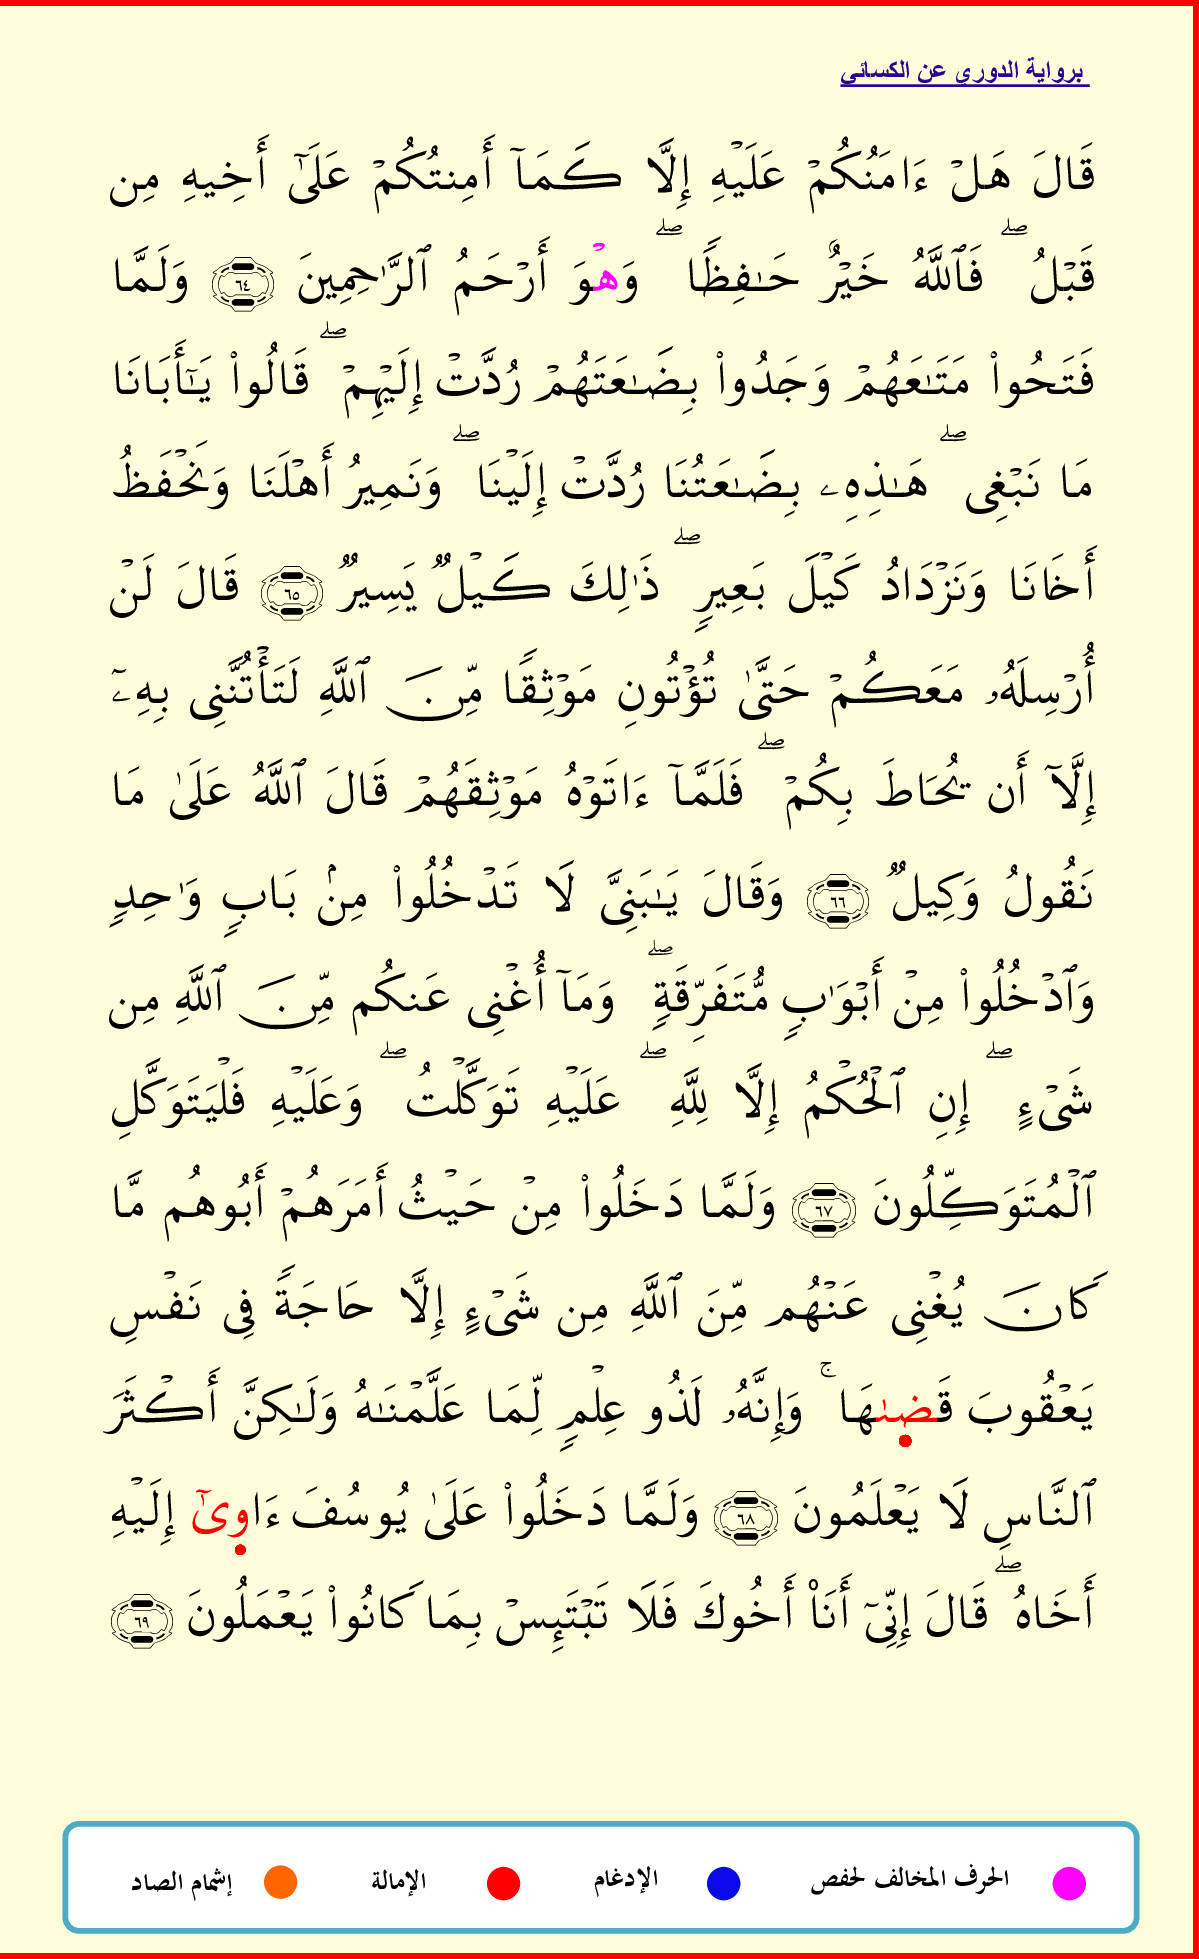 برواية الدوري عن الكسائي
قَالَ هَلْ ءَامَنُكُمْ عَلَيْهِ إِلَّا كَمَآ أَمِنتُكُمْ عَلَىٰٓ أَخِيهِ مِن
قَبْلُ ۖ فَٱللَّهُ خَيْرٌ حَـٰفِظًا ۖ وَهْوَ أَرْحَمُ ٱلرَّٰحِمِينَ ٦٤ وَلَمَّا
فَتَحُوا۟ مَتَـٰعَهُمْ وَجَدُوا۟ بِضَـٰعَتَهُمْ رُدَّتْ إِلَيْهِمْ ۖ قَالُوا۟ يَـٰٓأَبَانَا
مَا نَبْغِى ۖ هَـٰذِهِۦ بِضَـٰعَتُنَا رُدَّتْ إِلَيْنَا ۖ وَنَمِيرُ أَهْلَنَا وَنَحْفَظُ
أَخَانَا وَنَزْدَادُ كَيْلَ بَعِيرٍ ۖ ذَٰلِكَ كَيْلٌ يَسِيرٌ ٦٥ قَالَ لَنْ
أُرْسِلَهُۥ مَعَكُمْ حَتَّىٰ تُؤْتُونِ مَوْثِقًا مِّنَ ٱللَّهِ لَتَأْتُنَّنِى بِهِۦٓ
إِلَّآ أَن يُحَاطَ بِكُمْ ۖ فَلَمَّآ ءَاتَوْهُ مَوْثِقَهُمْ قَالَ ٱللَّهُ عَلَىٰ مَا
نَقُولُ وَكِيلٌ ٦٦ وَقَالَ يَـٰبَنِىَّ لَا تَدْخُلُوا۟ مِنۢ بَابٍ وَٰحِدٍ
وَٱدْخُلُوا۟ مِنْ أَبْوَٰبٍ مُّتَفَرِّقَةٍ ۖ وَمَآ أُغْنِى عَنكُم مِّنَ ٱللَّهِ مِن
شَىْءٍ ۖ إِنِ ٱلْحُكْمُ إِلَّا لِلَّهِ ۖ عَلَيْهِ تَوَكَّلْتُ ۖ وَعَلَيْهِ فَلْيَتَوَكَّلِ
ٱلْمُتَوَكِّلُونَ ٦٧ وَلَمَّا دَخَلُوا۟ مِنْ حَيْثُ أَمَرَهُمْ أَبُوهُم مَّا
كَانَ يُغْنِى عَنْهُم مِّنَ ٱللَّهِ مِن شَىْءٍ إِلَّا حَاجَةً فِى نَفْسِ
يَعْقُوبَ قَضَىٰهَا ۚ وَإِنَّهُۥ لَذُو عِلْمٍ لِّمَا عَلَّمْنَـٰهُ وَلَـٰكِنَّ أَكْثَرَ
ٱلنَّاسِ لَا يَعْلَمُونَ ٦٨ وَلَمَّا دَخَلُوا۟ عَلَىٰ يُوسُفَ ءَاوِىٰٓ إِلَيْهِ
أَخَاهُ ۖ قَالَ إِنِّىٓ أَنَا۠ أَخُوكَ فَلَا تَبْتَئِسْ بِمَا كَانُوا۟ يَعْمَلُونَ ٦٩
الحرف المخالف لحفص الإدغام الإمالة إشمام الصاد